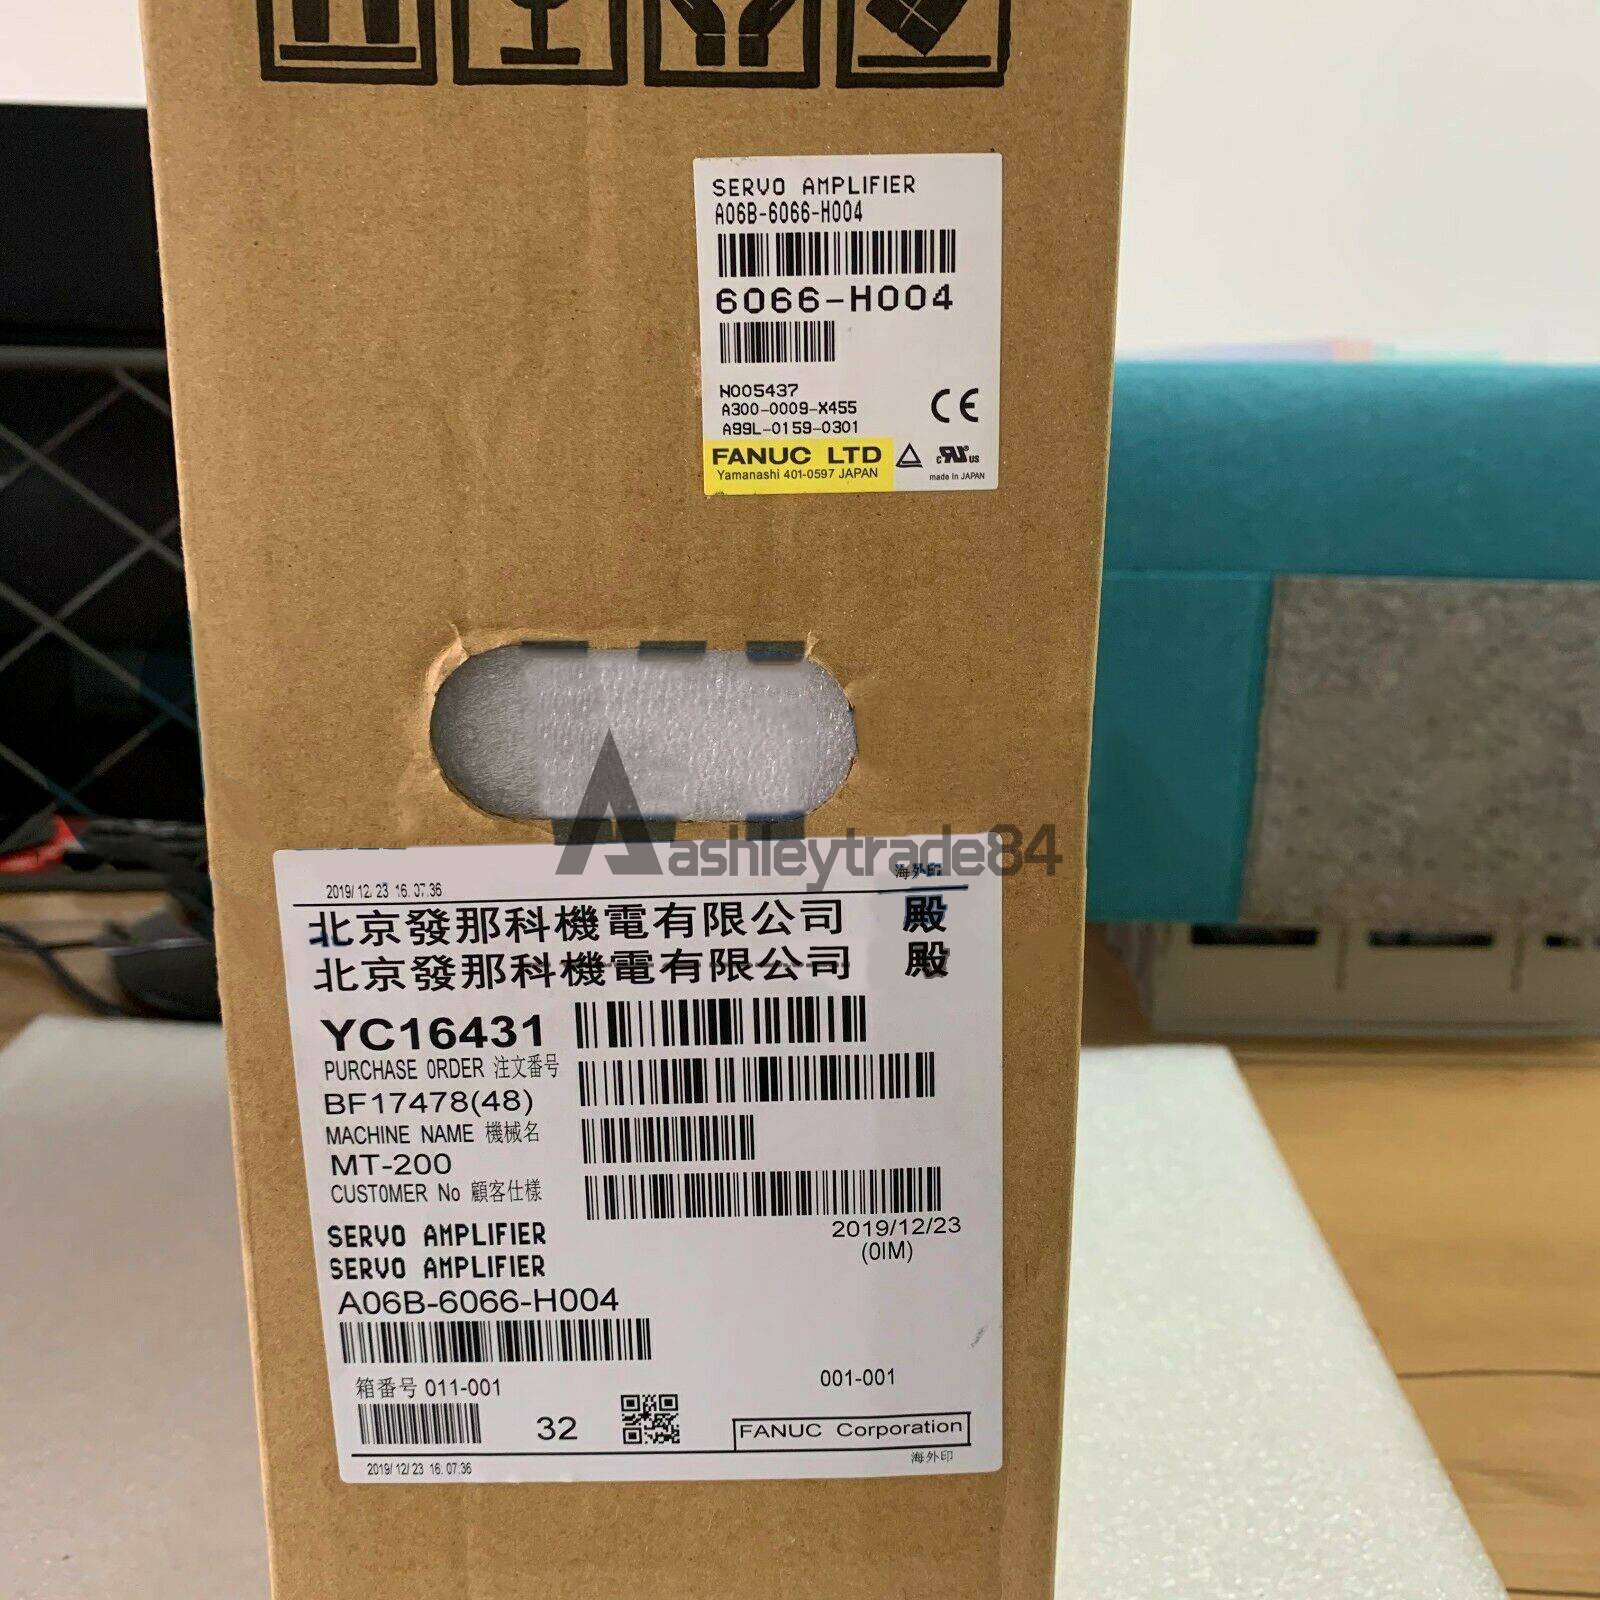 SERVO AMPLIFIER
A06B-6066-H004
6066-H004
N005437
A300-0009-X455
A99L-0159-0301
CE
FANUC LTD
Yamanashi 401-0597 JAPAN
c RU us
made in JAPAN
Aashleytrade84
2019/12/23 16.07.36
海外印
北京發那科機電有限公司 殿
北京發那科機電有限公司 殿
YC16431
PURCHASE ORDER 注文番号
BF17478(48)
MACHINE NAME 機械名
MT-200
CUSTOMER No 顧客仕様
SERVO AMPLIFIER
2019/12/23
(0IM)
SERVO AMPLIFIER
A06B-6066-H004
箱番号 011-001
001-001
32
FANUC Corporation
2019/12/23 16.07.36
海外印